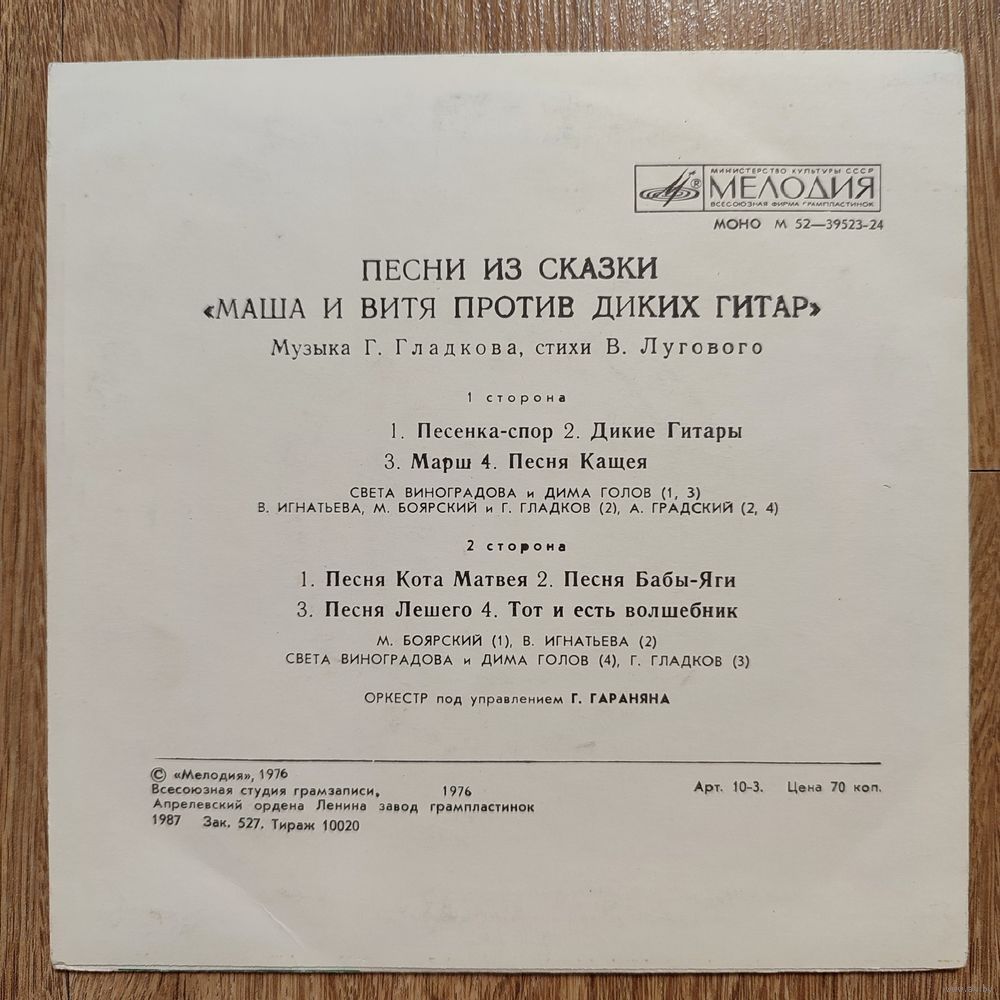 МИНИСТЕРСТВО КУЛЬТУРЫ СССР
МЕЛОДИЯ
ВСЕСОЮЗНАЯ ФИРМА ГРАМПЛАСТИНОК
МОНО М 52—39523-24
ПЕСНИ ИЗ СКАЗКИ
«МАША И ВИТЯ ПРОТИВ ДИКИХ ГИТАР»
Музыка Г. Гладкова, стихи В. Лугового
1 сторона
1. Песенка-спор 2. Дикие Гитары
3. Марш 4. Песня Кащея
СВЕТА ВИНОГРАДОВА и ДИМА ГОЛОВ (1, 3)
В. ИГНАТЬЕВА, М. БОЯРСКИЙ и Г. ГЛАДКОВ (2), А. ГРАДСКИЙ (2, 4)
2 сторона
1. Песня Кота Матвея 2. Песня Бабы-Яги
3. Песня Лешего 4. Тот и есть волшебник
М. БОЯРСКИЙ (1), В. ИГНАТЬЕВА (2)
СВЕТА ВИНОГРАДОВА и ДИМА ГОЛОВ (4), Г. ГЛАДКОВ (3)
ОРКЕСТР под управлением Г. ГАРАНЯНА
© «Мелодия», 1976
Всесоюзная студия грамзаписи, 1976
Апрелевский ордена Ленина завод грампластинок
1987 Зак. 527. Тираж 10020
Арт. 10-3. Цена 70 коп.
www.ay.by